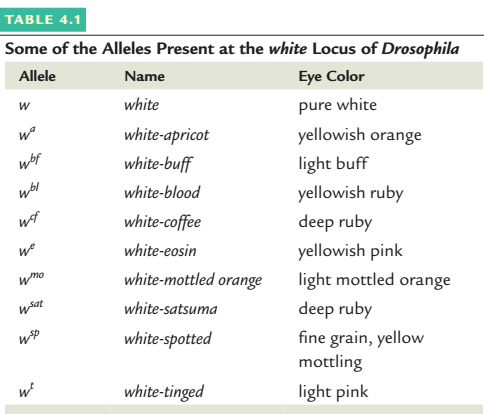 TABLE 4.1
Some of the Alleles Present at the white Locus of Drosophila
Allele Name Eye Color
w white pure white
w^a white-apricot yellowish orange
w^bf white-buff light buff
w^bl white-blood yellowish ruby
w^cf white-coffee deep ruby
w^e white-eosin yellowish pink
w^mo white-mottled orange light mottled orange
w^sat white-satsuma deep ruby
w^sp white-spotted fine grain, yellow
mottling
w^t white-tinged light pink